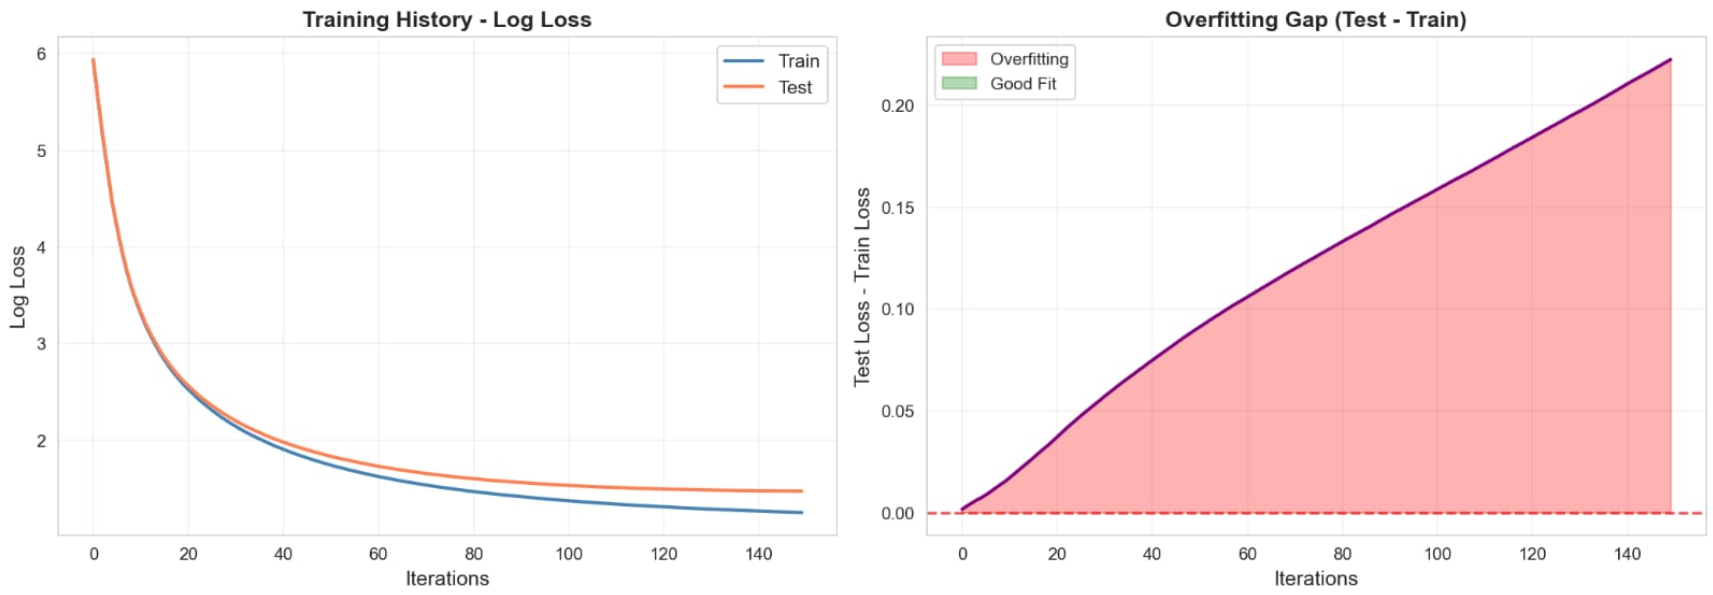 Training History - Log Loss
6
5
4
3
2
Log Loss
Train
Test
0 20 40 60 80 100 120 140
Iterations
Overfitting Gap (Test - Train)
Overfitting
Good Fit
0.20
0.15
0.10
0.05
0.00
Test Loss - Train Loss
0 20 40 60 80 100 120 140
Iterations